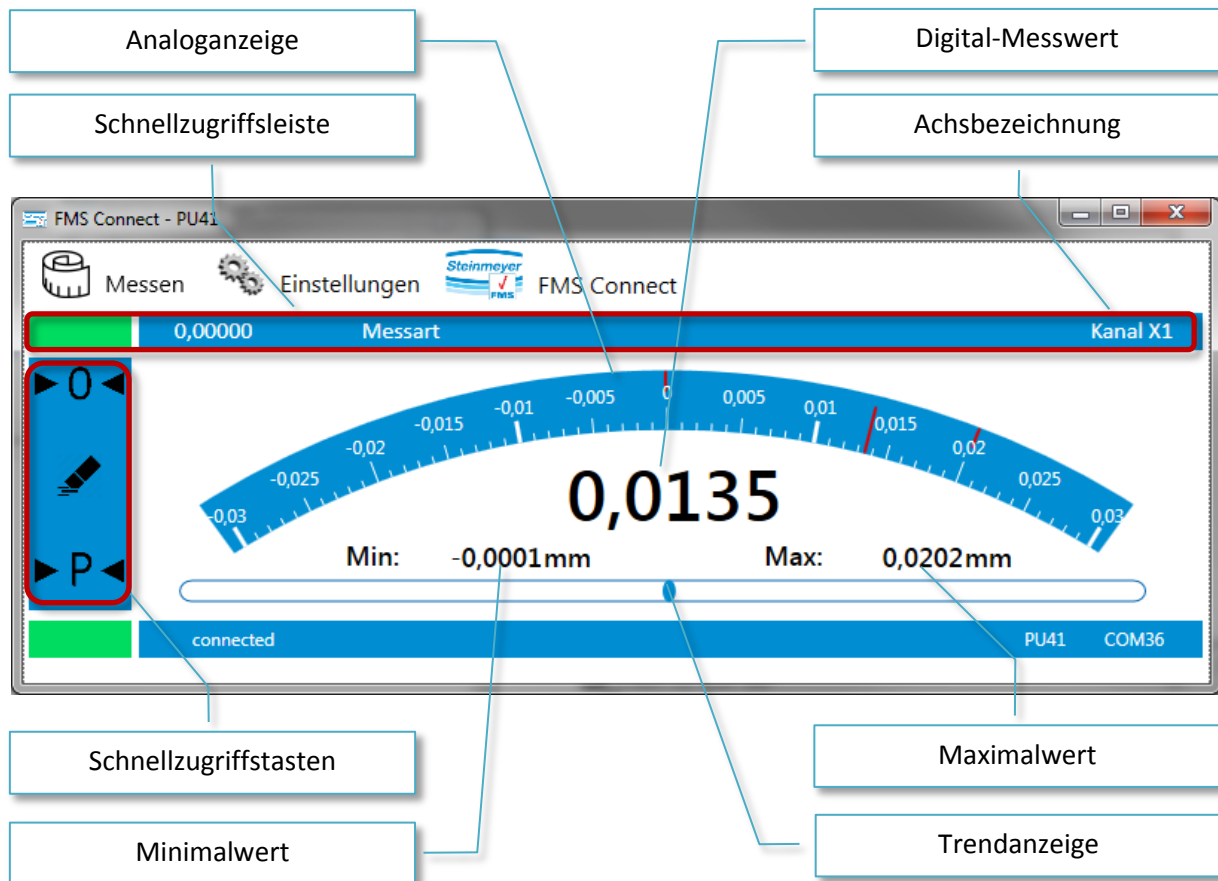 Analoganzeige
Digital-Messwert
Schnellzugriffsleiste
Achsbezeichnung
FMS Connect - PU41
Messen
Einstellungen
Steinmeyer
FMS
FMS Connect
0,00000 Messart Kanal X1
►0◄
-0,03
-0,025
-0,02
-0,015
-0,01
-0,005
0
0,005
0,01
0,015
0,02
0,025
0,03
0,0135
►P◄
Min: -0,0001mm Max: 0,0202mm
connected PU41 COM36
Schnellzugriffstasten
Maximalwert
Minimalwert
Trendanzeige